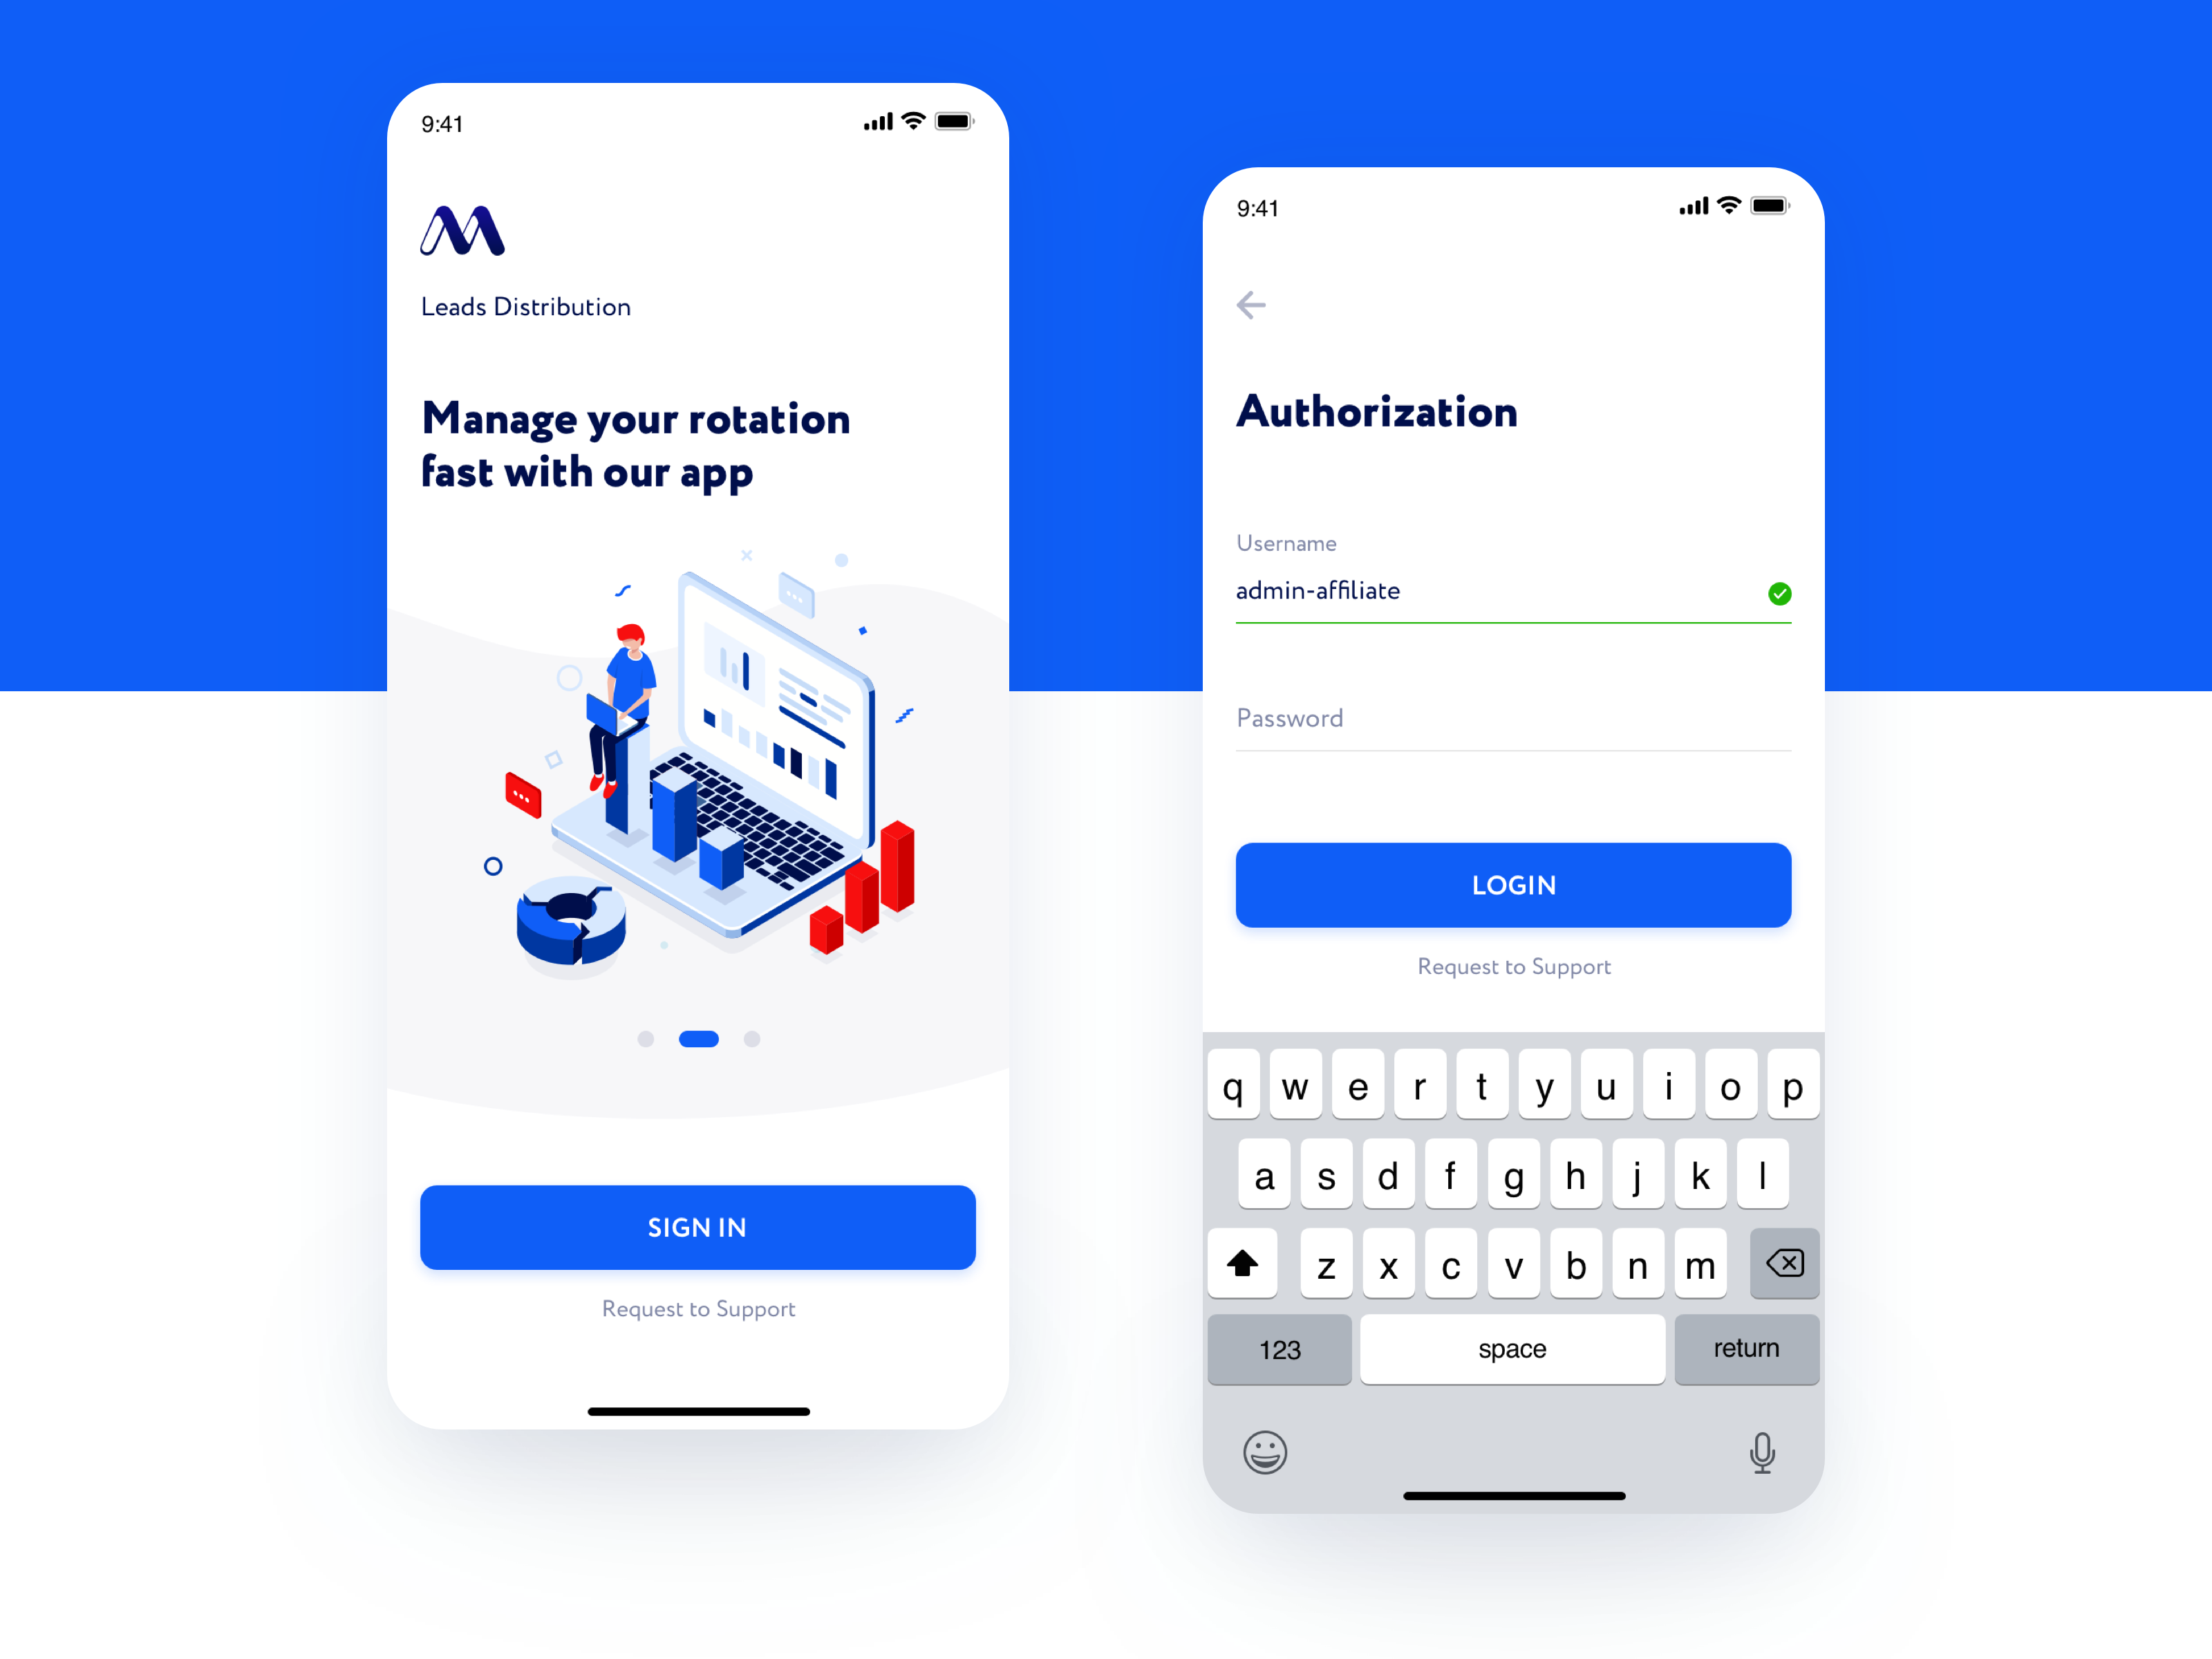 9:41
Leads Distribution
Manage your rotation
fast with our app
SIGN IN
Request to Support
9:41
Authorization
Username
admin-affiliate
Password
LOGIN
Request to Support
q w e r t y u i o p
a s d f g h j k l
z x c v b n m
123 space return